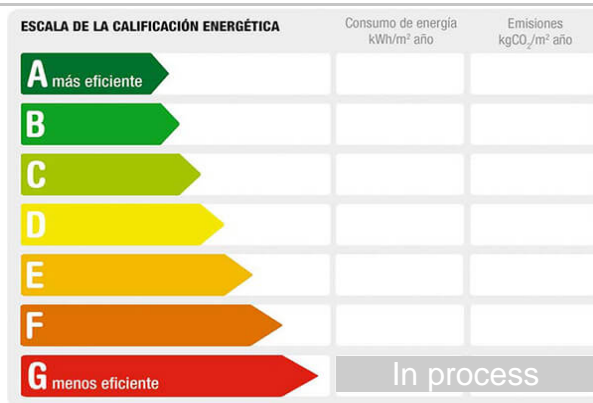 ESCALA DE LA CALIFICACIÓN ENERGÉTICA
Consumo de energía
kWh/m² año
Emisiones
kgCO₂/m² año
A más eficiente
B
C
D
E
F
G menos eficiente
In process